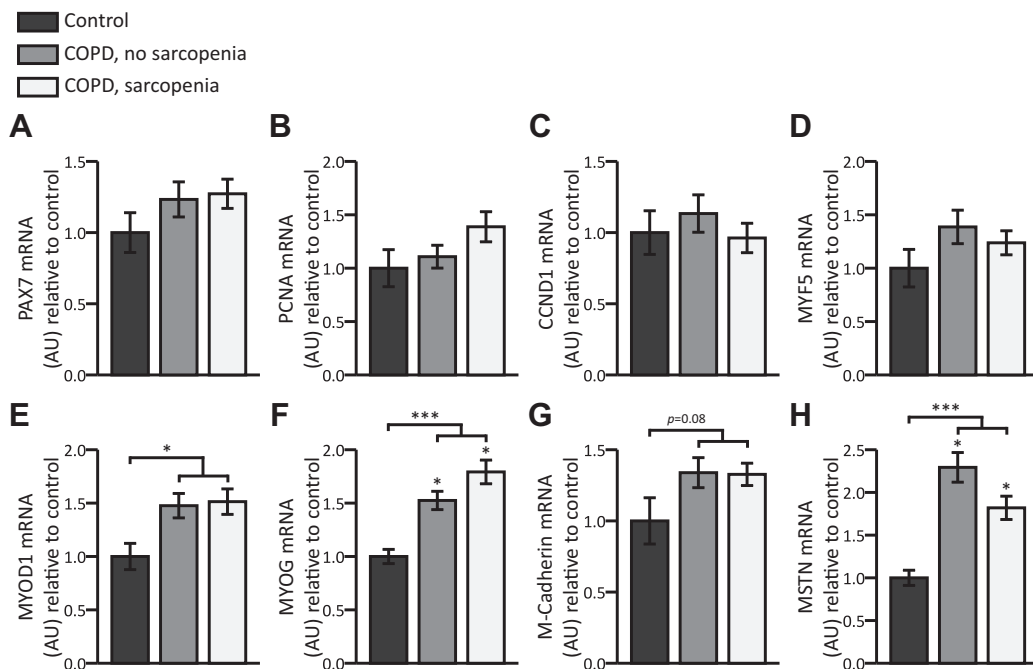 Control
COPD, no sarcopenia
COPD, sarcopenia
A
PAX7 mRNA
(AU) relative to control
1.5
1.0
0.5
0.0
B
PCNA mRNA
(AU) relative to control
2.0
1.5
1.0
0.5
0.0
C
CCND1 mRNA
(AU) relative to control
1.5
1.0
0.5
0.0
D
MYF5 mRNA
(AU) relative to control
2.0
1.5
1.0
0.5
0.0
E
MYOD1 mRNA
(AU) relative to control
2.0
1.5
1.0
0.5
0.0
*
F
MYOG mRNA
(AU) relative to control
2.0
1.5
1.0
0.5
0.0
***
*
*
G
M-Cadherin mRNA
(AU) relative to control
1.5
1.0
0.5
0.0
p=0.08
H
MSTN mRNA
(AU) relative to control
2.5
2.0
1.5
1.0
0.5
0.0
***
*
*